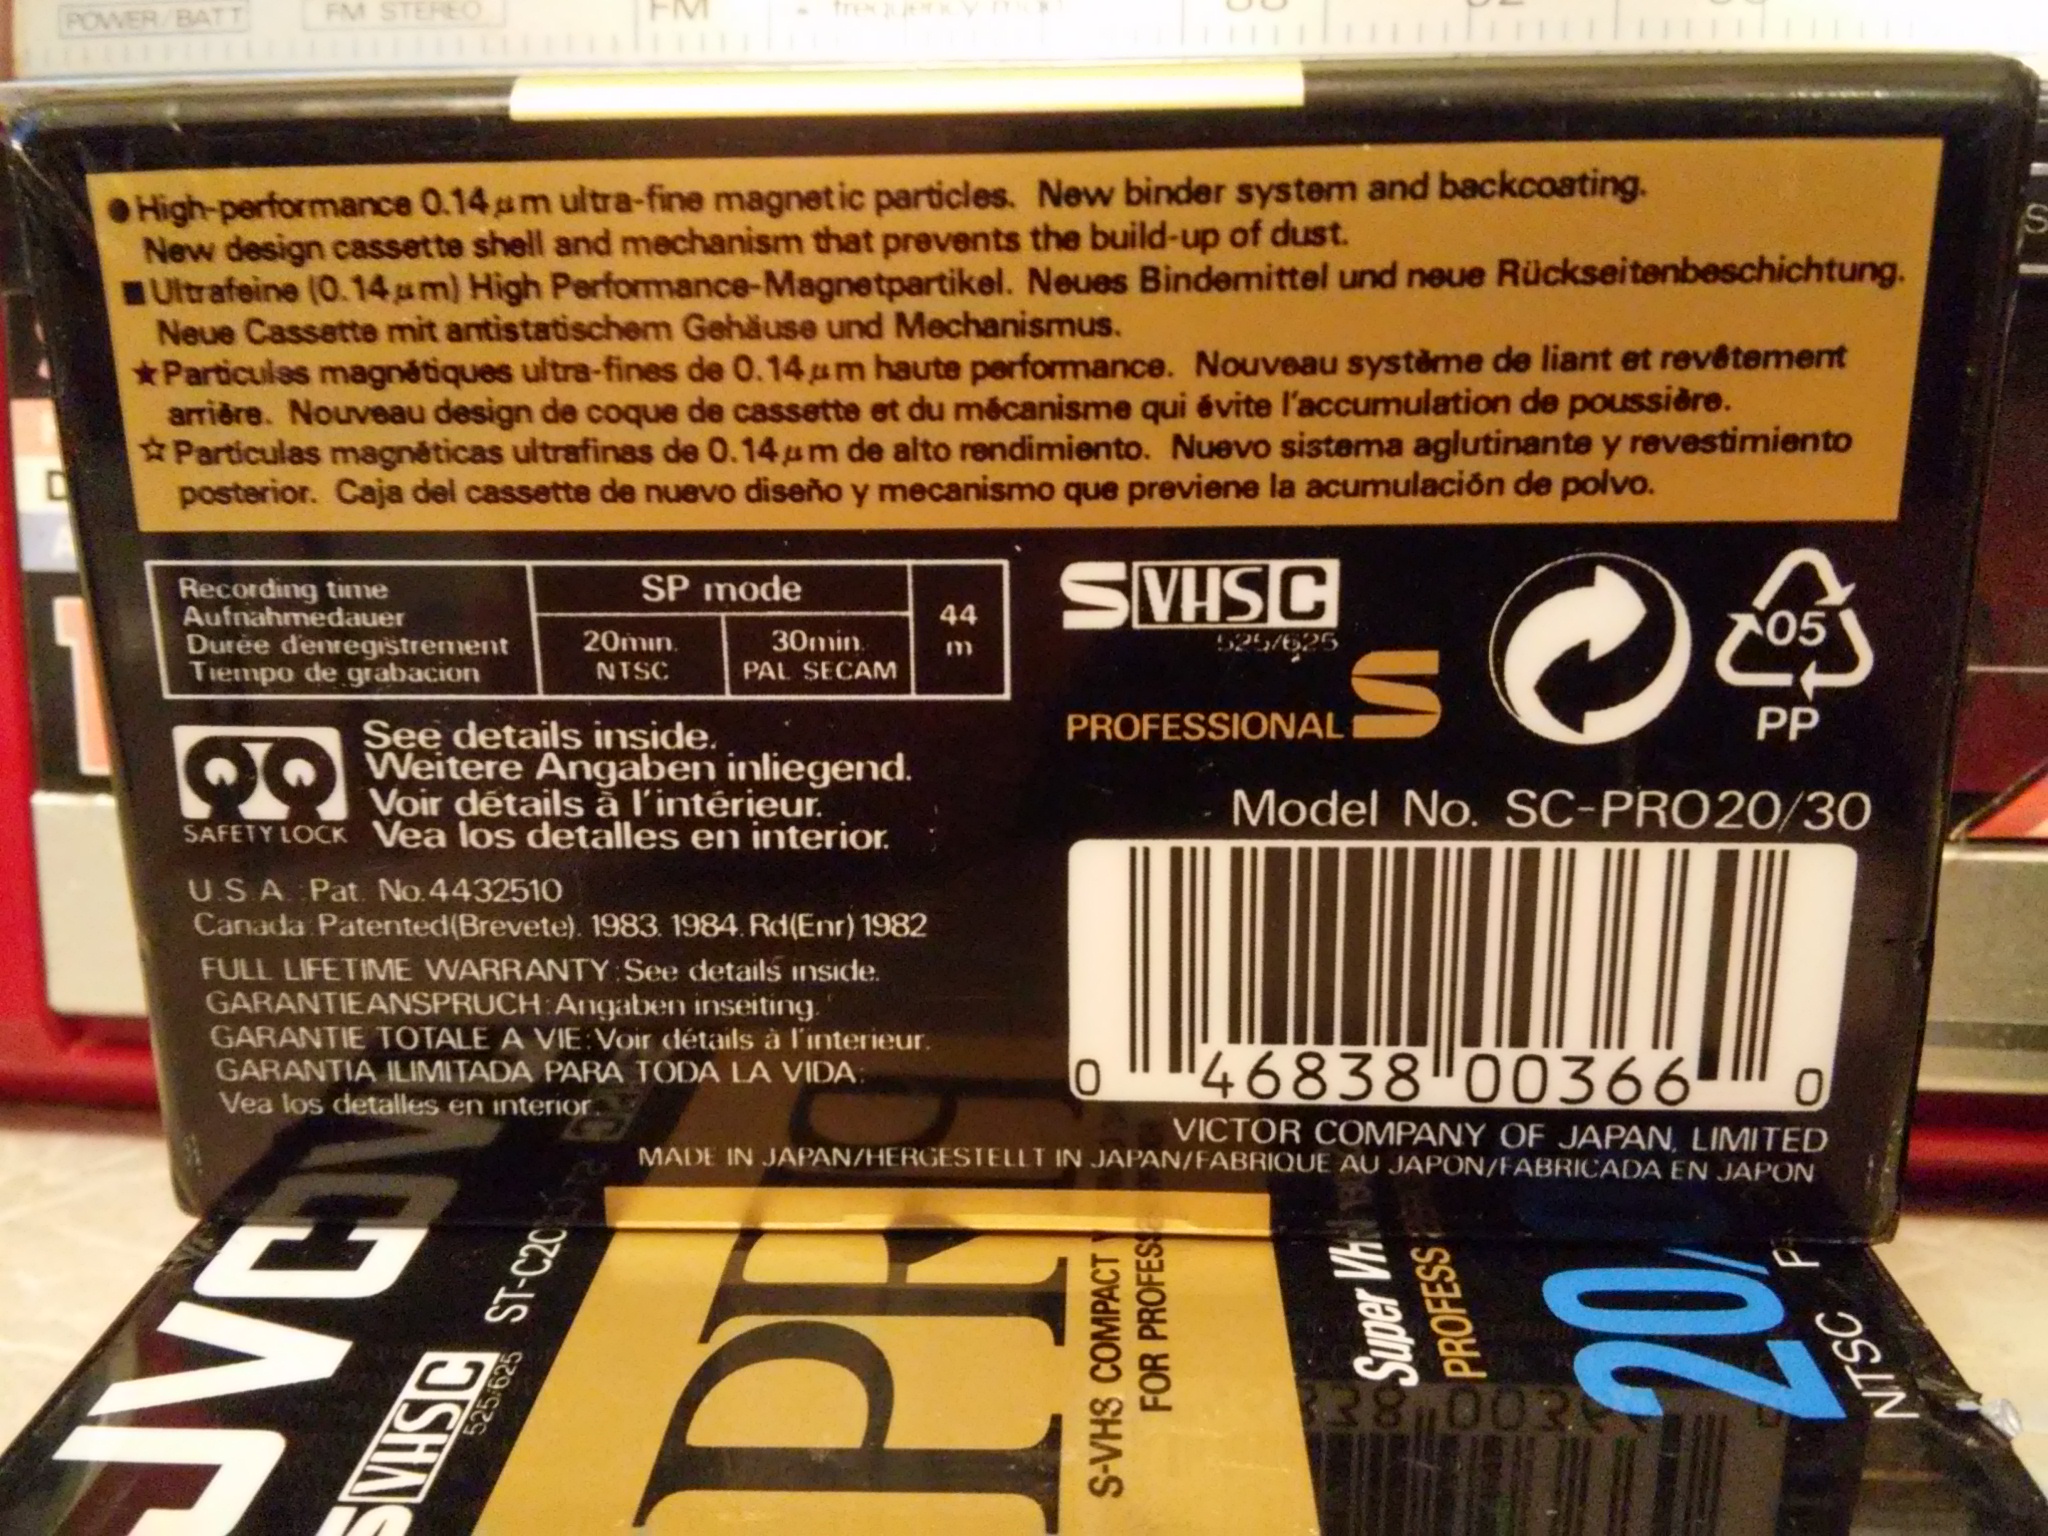 POWER/BATT
FM STEREO
FM
High-performance 0.14μm ultra-fine magnetic particles. New binder system and backcoating.
New design cassette shell and mechanism that prevents the build-up of dust.
Ultrafeine (0.14μm) High Performance-Magnetpartikel. Neues Bindemittel und neue Rückseitenbeschichtung.
Neue Cassette mit antistatischem Gehäuse und Mechanismus.
Particules magnétiques ultra-fines de 0.14μm haute performance. Nouveau système de liant et revêtement
arrière. Nouveau design de coque de cassette et du mécanisme qui évite l'accumulation de poussière.
Partículas magnéticas ultrafinas de 0.14μm de alto rendimiento. Nuevo sistema aglutinante y revestimiento
posterior. Caja del cassette de nuevo diseño y mecanismo que previene la acumulación de polvo.
Recording time
Aufnahmedauer
Durée d'enregistrement
Tiempo de grabacion
SP mode
20min.
NTSC
30min.
PAL SECAM
44
m
S VHS C
525/625
PROFESSIONAL S
05
PP
SAFETY LOCK
See details inside.
Weitere Angaben inliegend.
Voir détails à l'intérieur.
Vea los detalles en interior.
Model No. SC-PRO20/30
U.S.A.:Pat. No.4432510
Canada:Patented(Brevete). 1983. 1984. Rd(Enr) 1982
FULL LIFETIME WARRANTY:See details inside.
GARANTIEANSPRUCH:Angaben inseiting.
GARANTIE TOTALE A VIE:Voir détails à l'interieur.
GARANTIA ILIMITADA PARA TODA LA VIDA:
Vea los detalles en interior.
0 46838 00366 0
VICTOR COMPANY OF JAPAN, LIMITED
MADE IN JAPAN/HERGESTELLT IN JAPAN/FABRIQUE AU JAPON/FABRICADA EN JAPON
JVC
S VHS C
525/625
PR
S-VHS COMPACT
FOR
Super
20/
NTSC